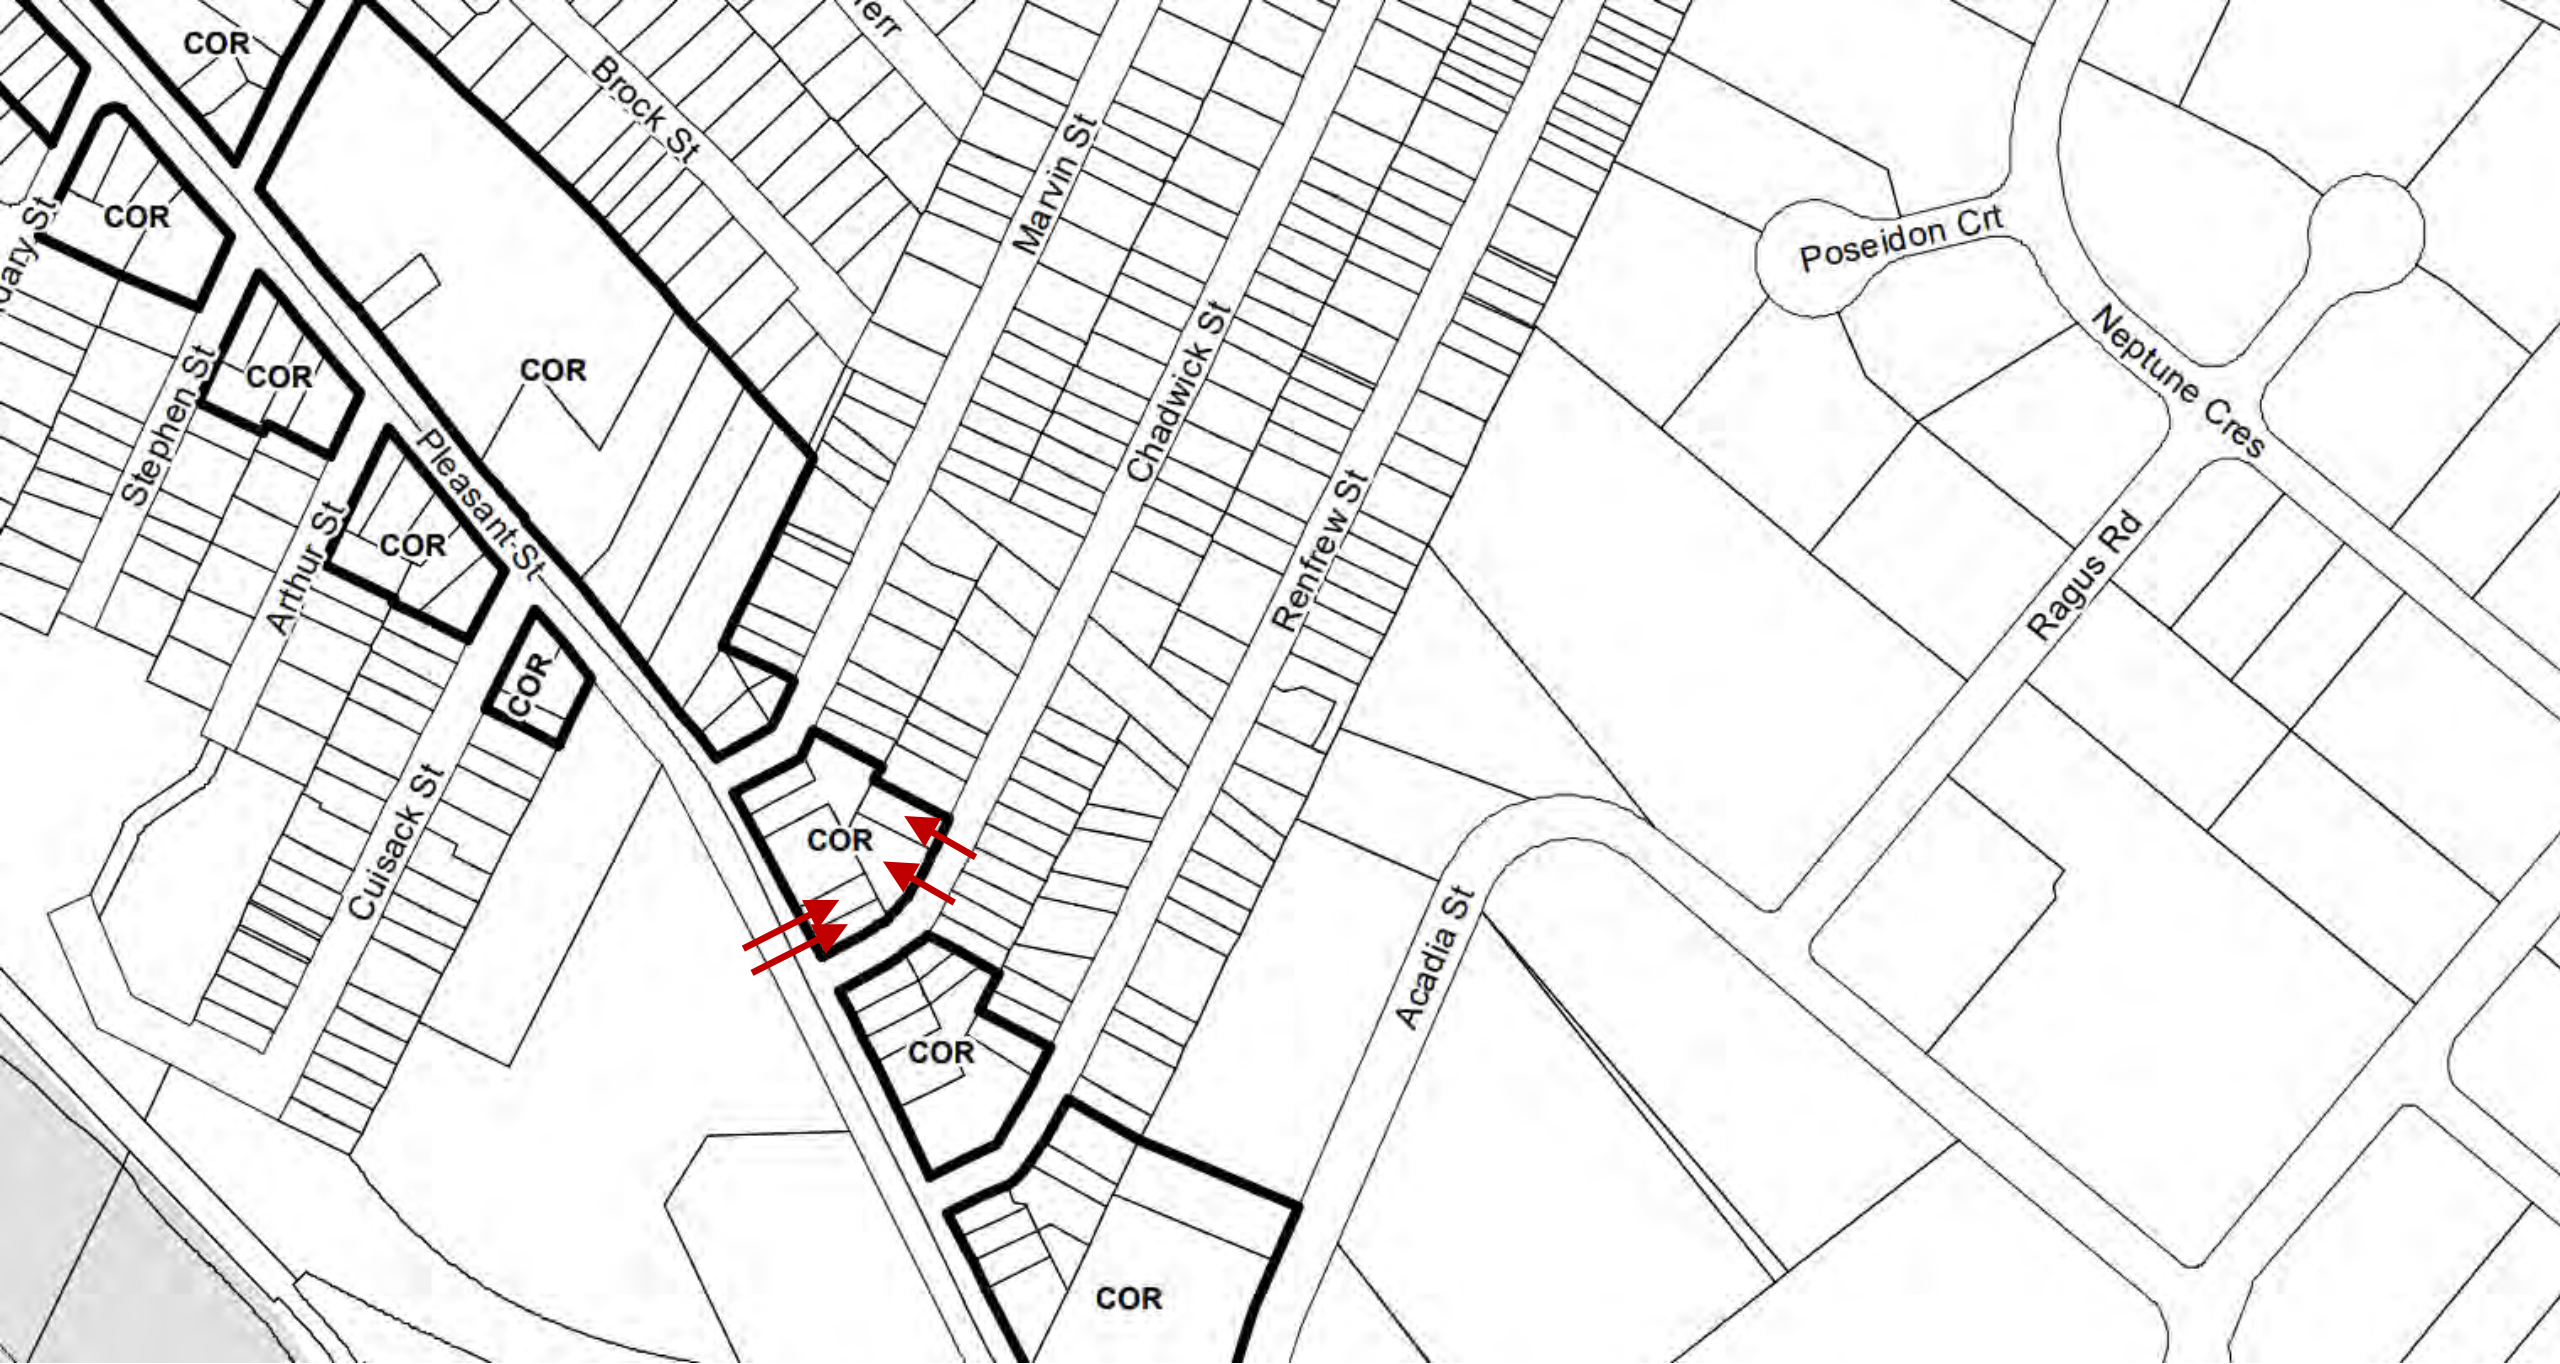 COR
Terr
Brock St
Marvin St
COR
Poseidon Crt
Stephen St
COR
COR
Chadwick St
Neptune Cres
Pleasant St
Arthur St
COR
Renfrew St
Ragus Rd
COR
Cuisack St
COR
Acadia St
COR
COR